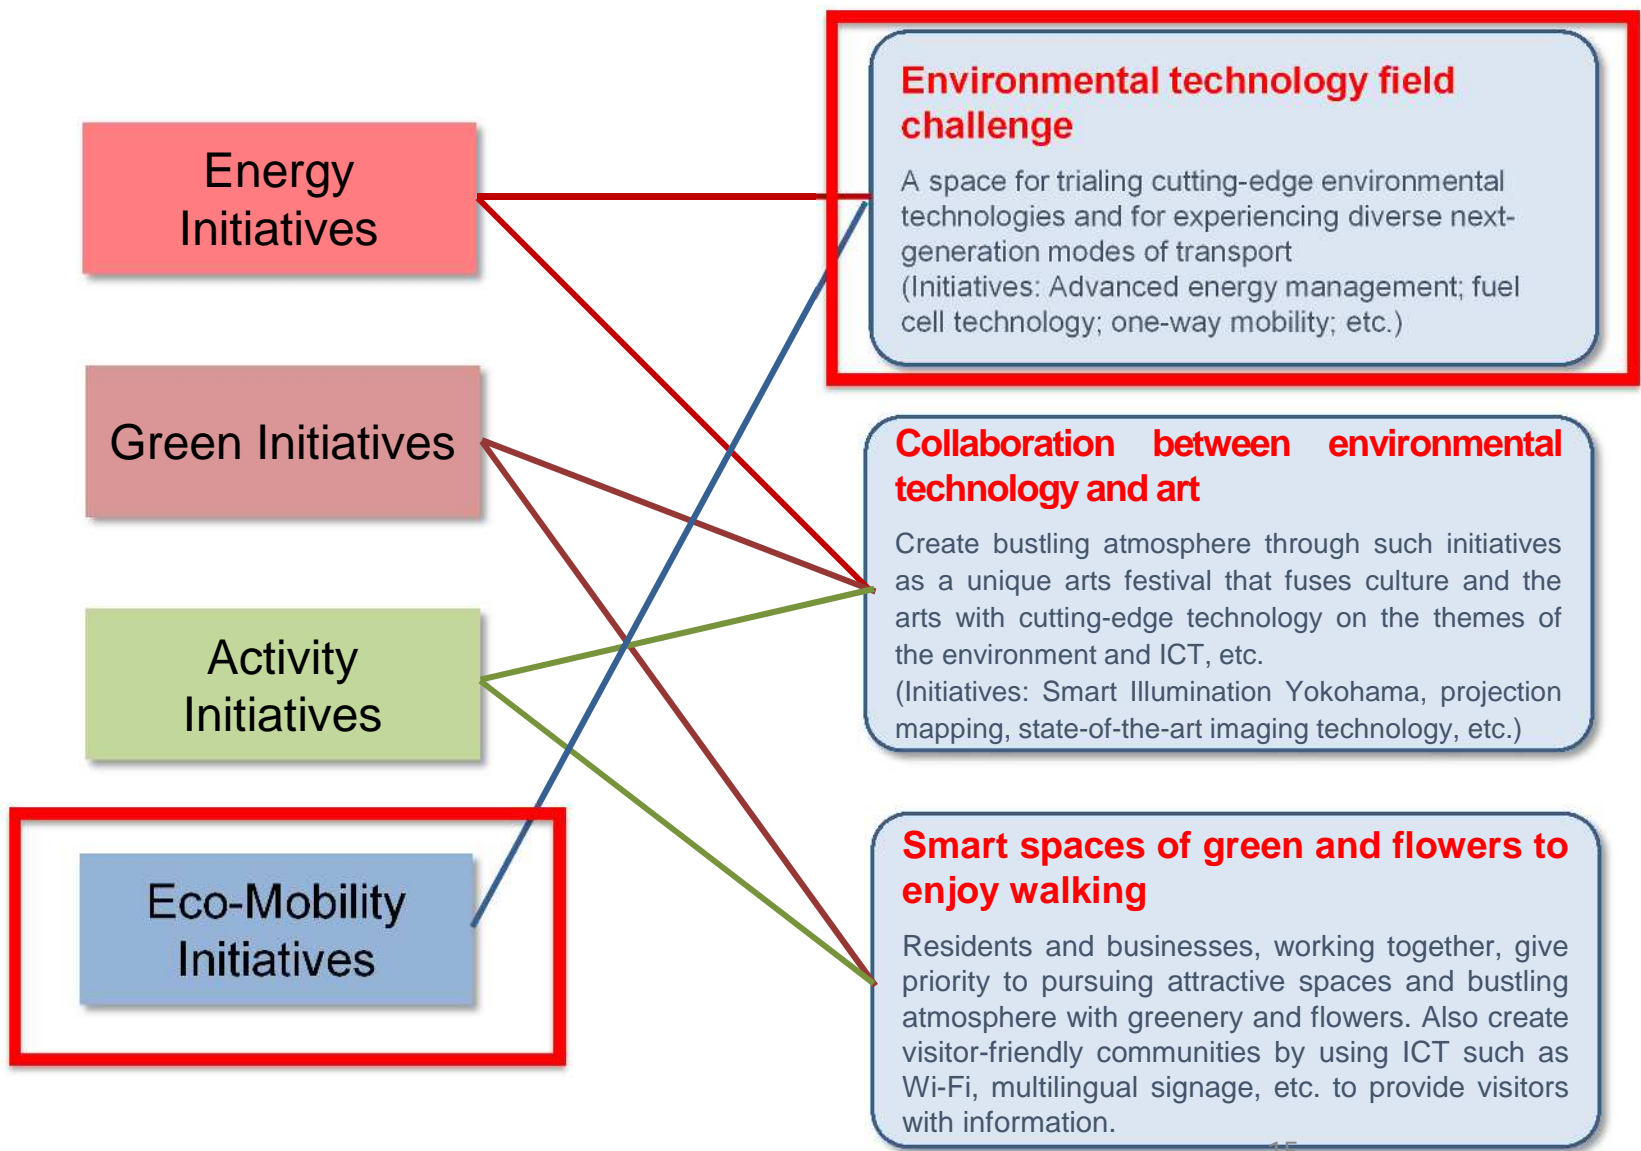 Energy
Initiatives
Green Initiatives
Activity
Initiatives
Eco-Mobility
Initiatives
Environmental technology field
challenge
A space for trialing cutting-edge environmental
technologies and for experiencing diverse next-
generation modes of transport
(Initiatives: Advanced energy management; fuel
cell technology; one-way mobility; etc.)
Collaboration between environmental
technology and art
Create bustling atmosphere through such initiatives
as a unique arts festival that fuses culture and the
arts with cutting-edge technology on the themes of
the environment and ICT, etc.
(Initiatives: Smart Illumination Yokohama, projection
mapping, state-of-the-art imaging technology, etc.)
Smart spaces of green and flowers to
enjoy walking
Residents and businesses, working together, give
priority to pursuing attractive spaces and bustling
atmosphere with greenery and flowers. Also create
visitor-friendly communities by using ICT such as
Wi-Fi, multilingual signage, etc. to provide visitors
with information.